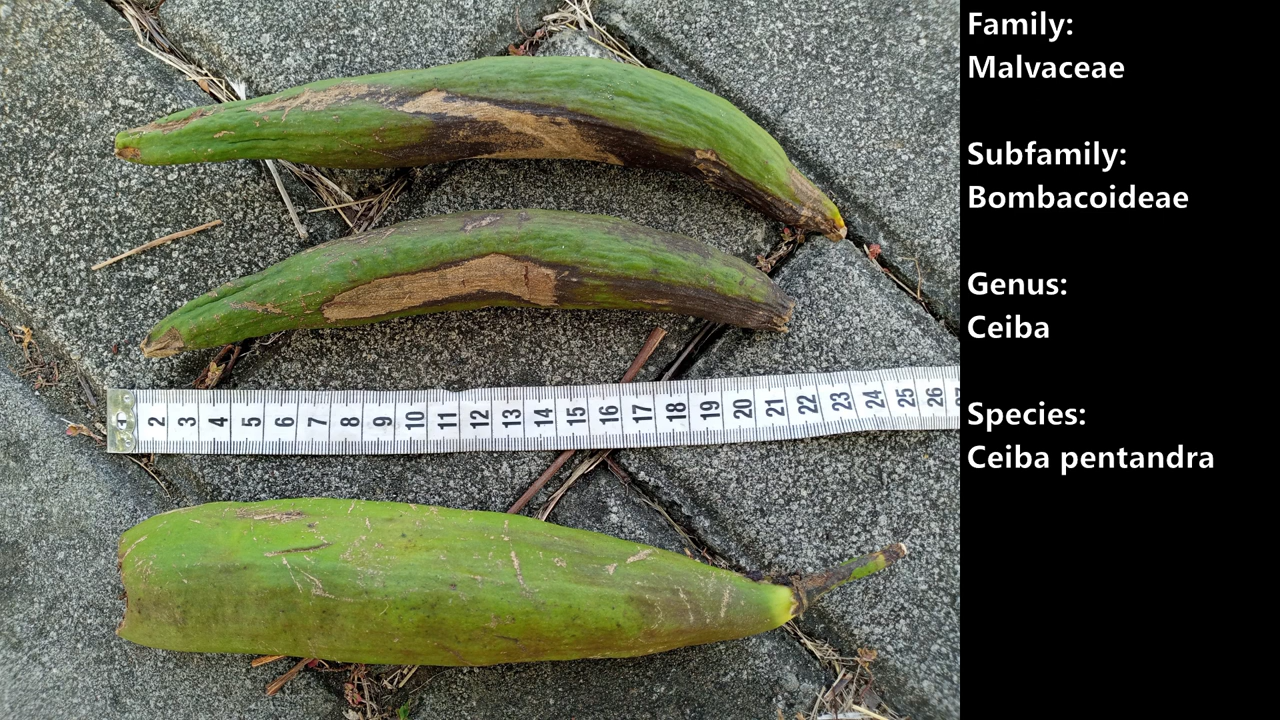 Family:
Malvaceae
Subfamily:
Bombacoideae
Genus:
Ceiba
Species:
Ceiba pentandra
2 3 4 5 6 7 8 9 10 11 12 13 14 15 16 17 18 19 20 21 22 23 24 25 26